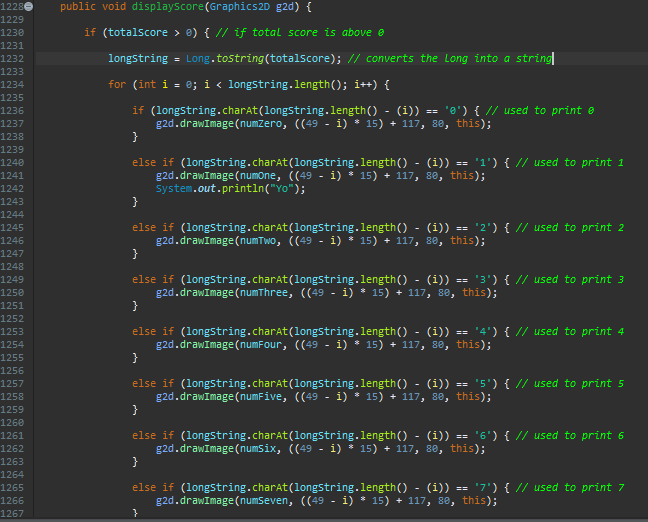 1228 public void displayScore(Graphics2D g2d) {
1229
1230 if (totalScore > 0) { // if total score is above 0
1231
1232 longString = Long.toString(totalScore); // converts the Long into a string
1233
1234 for (int i = 0; i < longString.length(); i++) {
1235
1236 if (longString.charAt(longString.length() - (i)) == '0') { // used to print 0
1237 g2d.drawImage(numZero, ((49 - i) * 15) + 117, 80, this);
1238 }
1239
1240 else if (longString.charAt(longString.length() - (i)) == '1') { // used to print 1
1241 g2d.drawImage(numOne, ((49 - i) * 15) + 117, 80, this);
1242 System.out.println("Yo");
1243 }
1244
1245 else if (longString.charAt(longString.length() - (i)) == '2') { // used to print 2
1246 g2d.drawImage(numTwo, ((49 - i) * 15) + 117, 80, this);
1247 }
1248
1249 else if (longString.charAt(longString.length() - (i)) == '3') { // used to print 3
1250 g2d.drawImage(numThree, ((49 - i) * 15) + 117, 80, this);
1251 }
1252
1253 else if (longString.charAt(longString.length() - (i)) == '4') { // used to print 4
1254 g2d.drawImage(numFour, ((49 - i) * 15) + 117, 80, this);
1255 }
1256
1257 else if (longString.charAt(longString.length() - (i)) == '5') { // used to print 5
1258 g2d.drawImage(numFive, ((49 - i) * 15) + 117, 80, this);
1259 }
1260
1261 else if (longString.charAt(longString.length() - (i)) == '6') { // used to print 6
1262 g2d.drawImage(numSix, ((49 - i) * 15) + 117, 80, this);
1263 }
1264
1265 else if (longString.charAt(longString.length() - (i)) == '7') { // used to print 7
1266 g2d.drawImage(numSeven, ((49 - i) * 15) + 117, 80, this);
1267 }